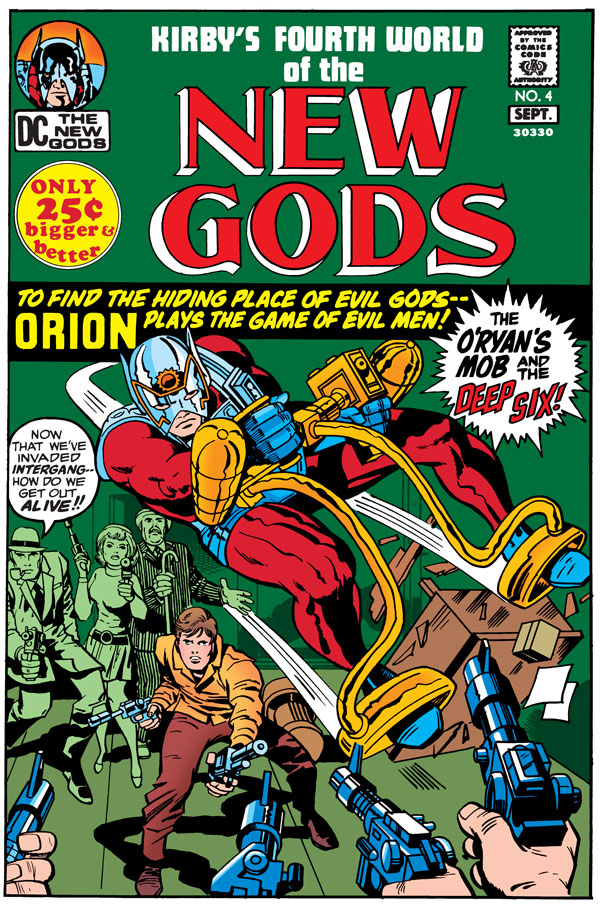 KIRBY'S FOURTH WORLD
of the
NEW
GODS
DC THE
NEW
GODS
APPROVED
BY THE
COMICS
CODE
AUTHORITY
NO. 4
SEPT.
30330
ONLY
25¢
bigger &
better
TO FIND THE HIDING PLACE OF EVIL GODS--
ORION PLAYS THE GAME OF EVIL MEN!
THE
O'RYAN'S
MOB AND
THE
DEEP SIX!
NOW
THAT WE'VE
INVADED
INTERGANG--
HOW DO WE
GET OUT
ALIVE!!